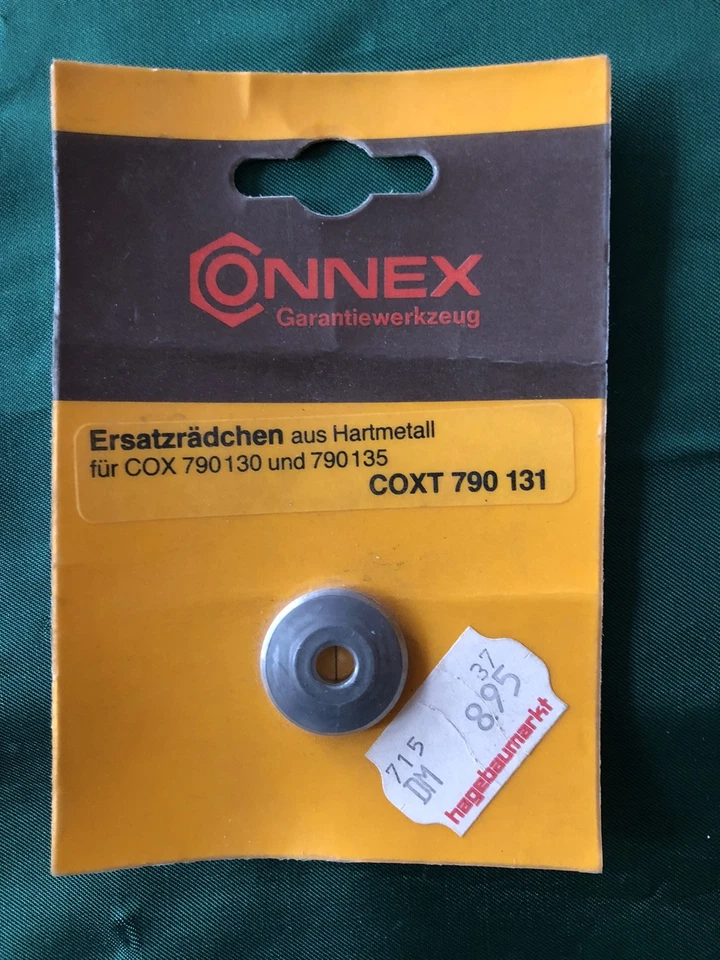 CONNEX
Garantiewerkzeug
Ersatzrädchen aus Hartmetall
für COX 790130 und 790135
COXT 790 131
715 37
DM 8.95
hagebaumarkt